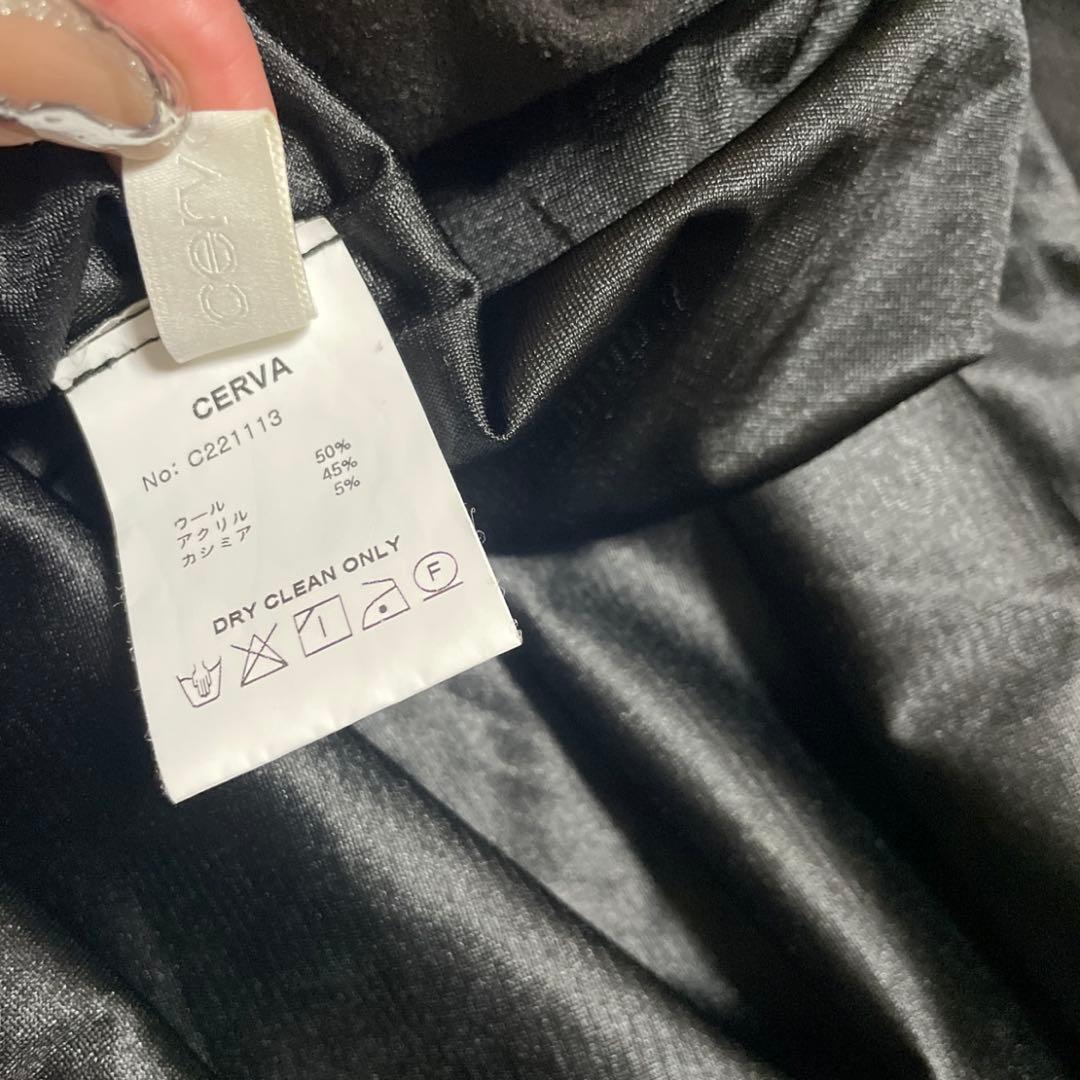 cerv
CERVA
No: C221113
ウール 50%
アクリル 45%
カシミア 5%
DRY CLEAN ONLY
F